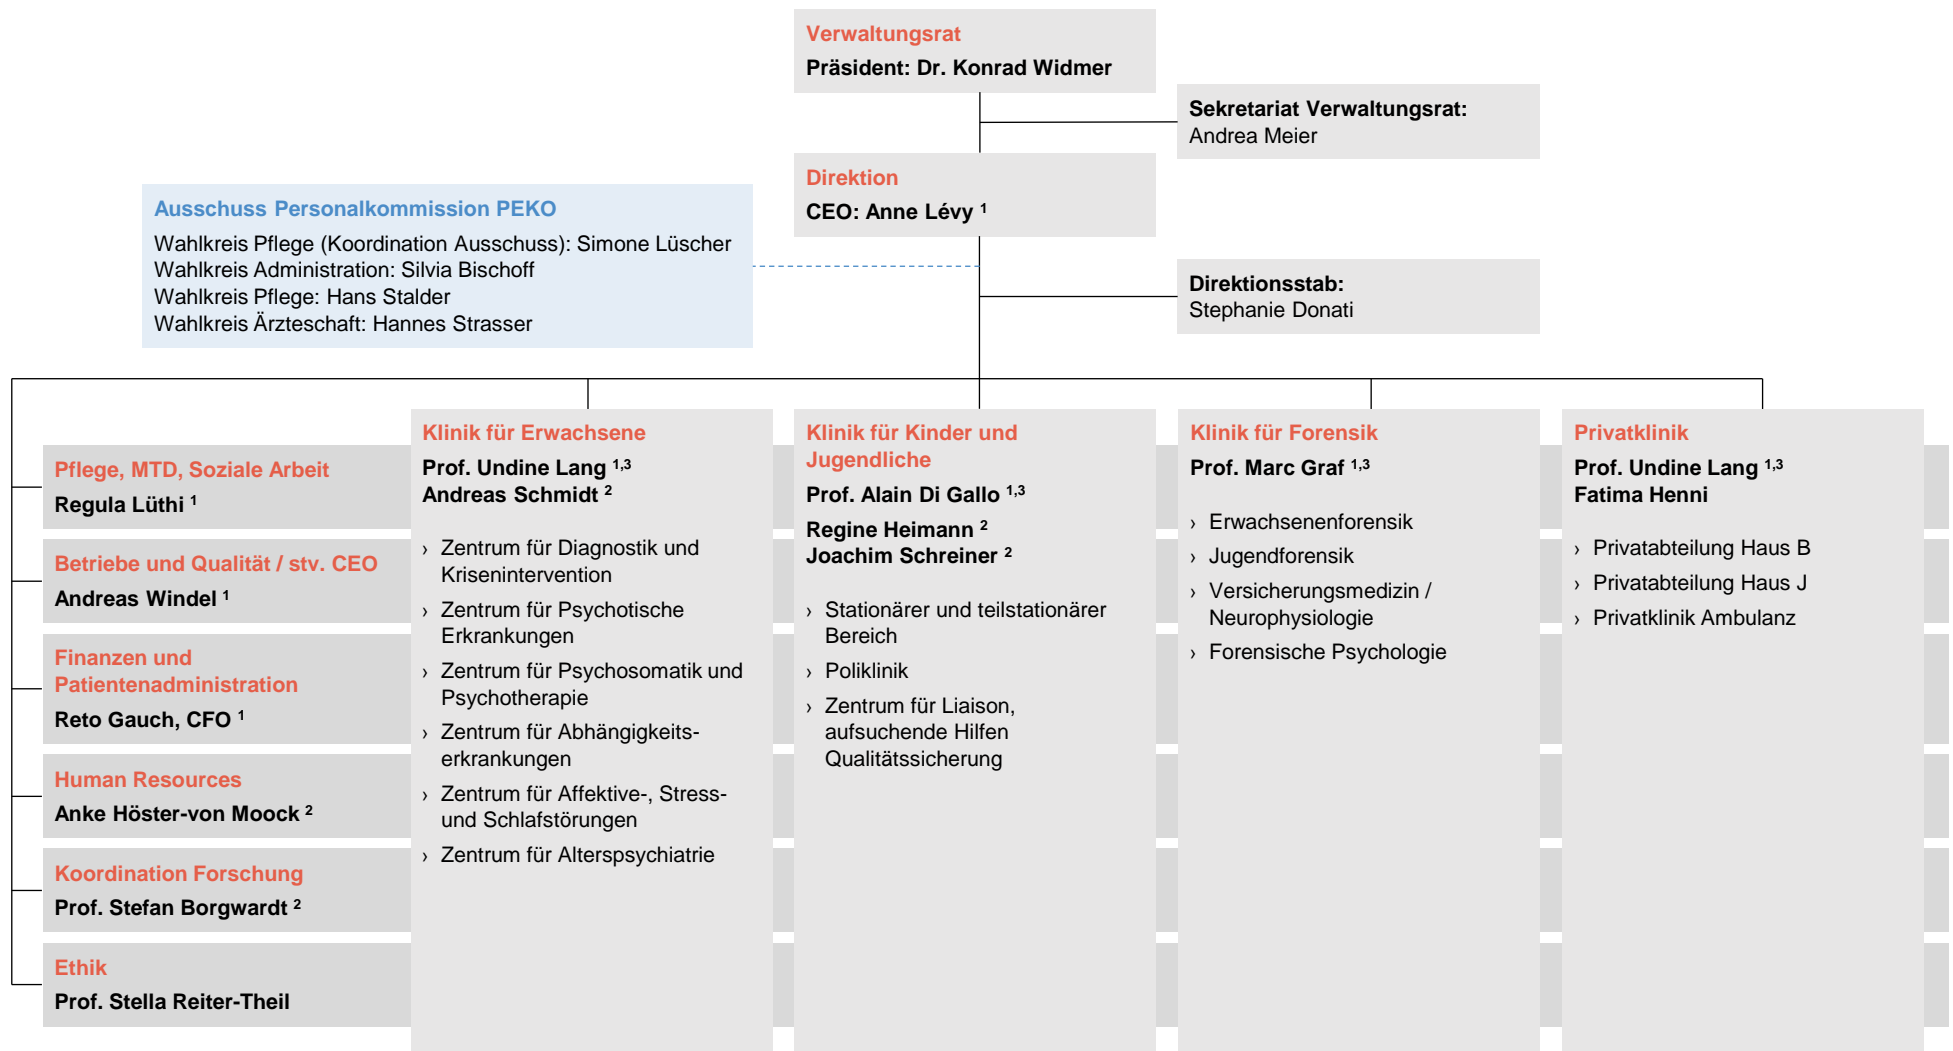 Verwaltungsrat
Präsident: Dr. Konrad Widmer
Sekretariat Verwaltungsrat:
Andrea Meier
Direktion
CEO: Anne Lévy ¹
Ausschuss Personalkommission PEKO
Wahlkreis Pflege (Koordination Ausschuss): Simone Lüscher
Wahlkreis Administration: Silvia Bischoff
Wahlkreis Pflege: Hans Stalder
Wahlkreis Ärzteschaft: Hannes Strasser
Direktionsstab:
Stephanie Donati
Pflege, MTD, Soziale Arbeit
Regula Lüthi ¹
Betriebe und Qualität / stv. CEO
Andreas Windel ¹
Finanzen und
Patientenadministration
Reto Gauch, CFO ¹
Human Resources
Anke Höster-von Moock ²
Koordination Forschung
Prof. Stefan Borgwardt ²
Ethik
Prof. Stella Reiter-Theil
Klinik für Erwachsene
Prof. Undine Lang ¹,³
Andreas Schmidt ²
› Zentrum für Diagnostik und
Krisenintervention
› Zentrum für Psychotische
Erkrankungen
› Zentrum für Psychosomatik und
Psychotherapie
› Zentrum für Abhängigkeits-
erkrankungen
› Zentrum für Affektive-, Stress-
und Schlafstörungen
› Zentrum für Alterspsychiatrie
Klinik für Kinder und
Jugendliche
Prof. Alain Di Gallo ¹,³
Regine Heimann ²
Joachim Schreiner ²
› Stationärer und teilstationärer
Bereich
› Poliklinik
› Zentrum für Liaison,
aufsuchende Hilfen
Qualitätssicherung
Klinik für Forensik
Prof. Marc Graf ¹,³
› Erwachsenenforensik
› Jugendforensik
› Versicherungsmedizin /
Neurophysiologie
› Forensische Psychologie
Privatklinik
Prof. Undine Lang ¹,³
Fatima Henni
› Privatabteilung Haus B
› Privatabteilung Haus J
› Privatklinik Ambulanz